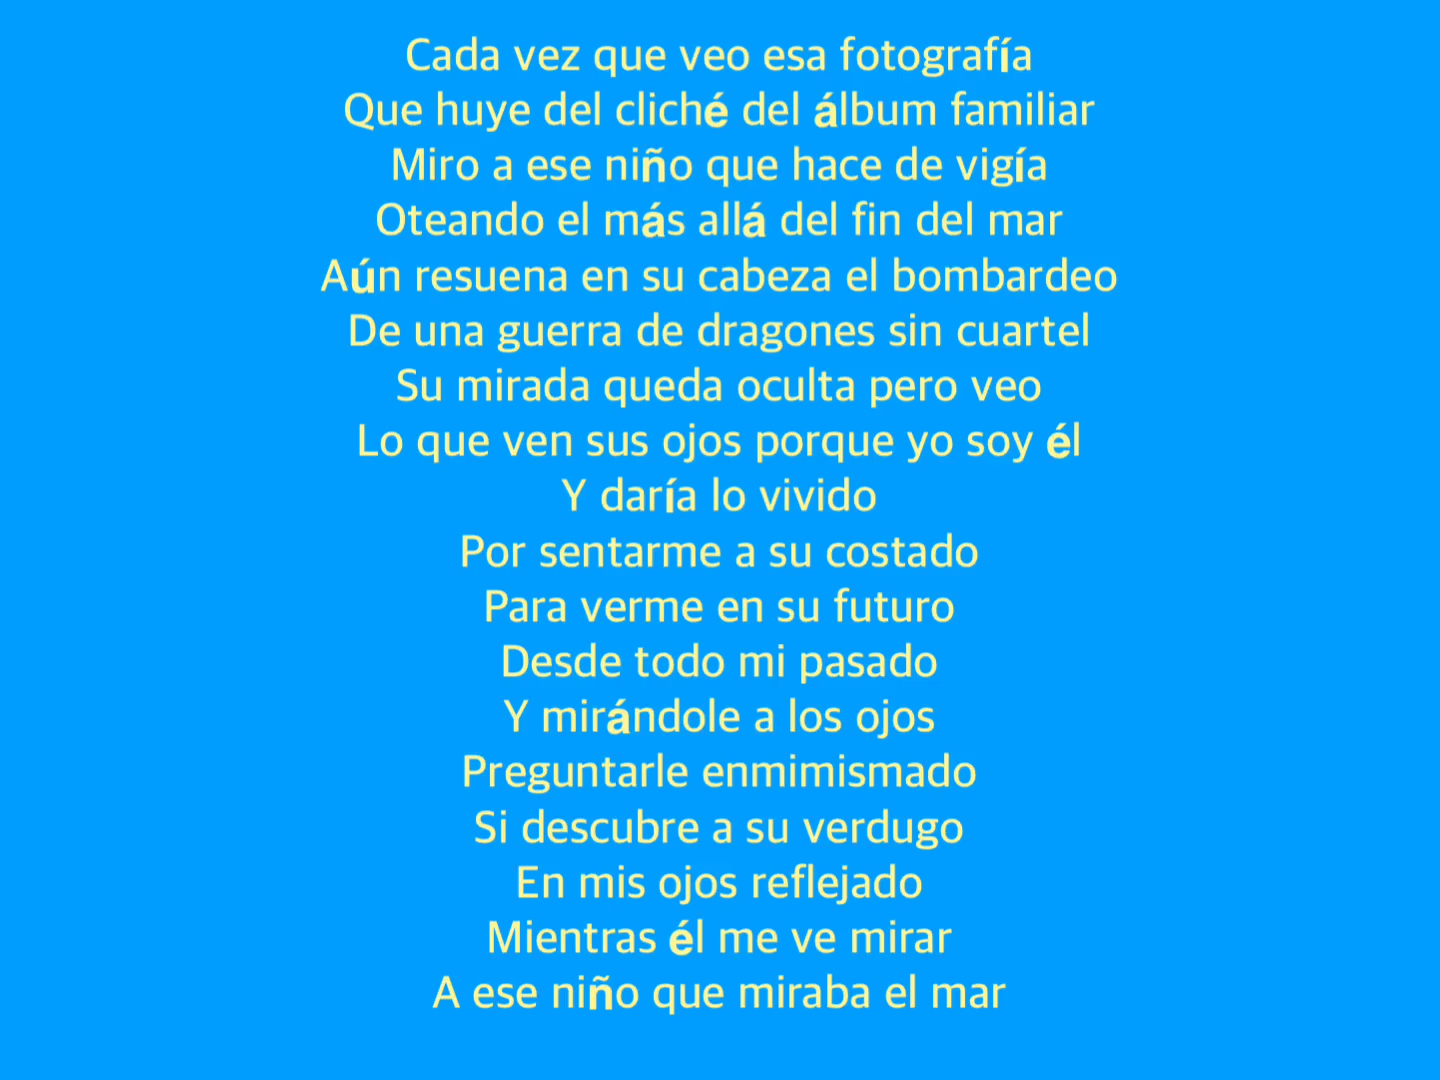 Cada vez que veo esa fotografía
Que huye del cliché del álbum familiar
Miro a ese niño que hace de vigía
Oteando el más allá del fin del mar
Aún resuena en su cabeza el bombardeo
De una guerra de dragones sin cuartel
Su mirada queda oculta pero veo
Lo que ven sus ojos porque yo soy él
Y daría lo vivido
Por sentarme a su costado
Para verme en su futuro
Desde todo mi pasado
Y mirándole a los ojos
Preguntarle enmimismado
Si descubre a su verdugo
En mis ojos reflejado
Mientras él me ve mirar
A ese niño que miraba el mar